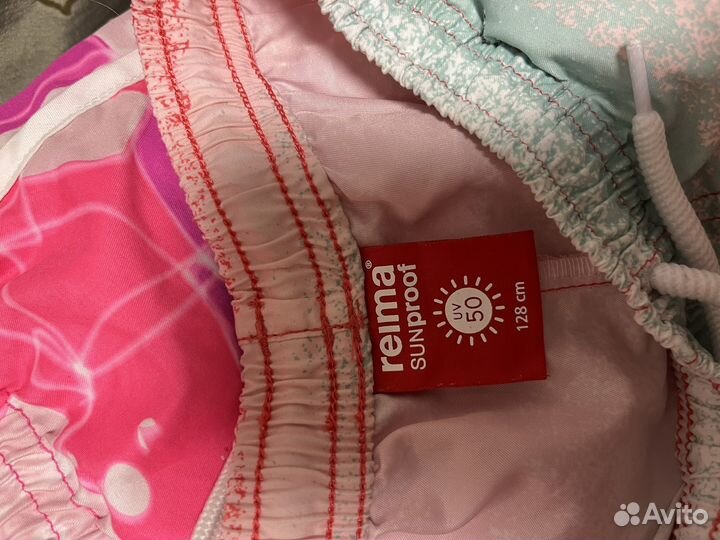 reima®
SUNproof
UV
50
128 cm
Avito